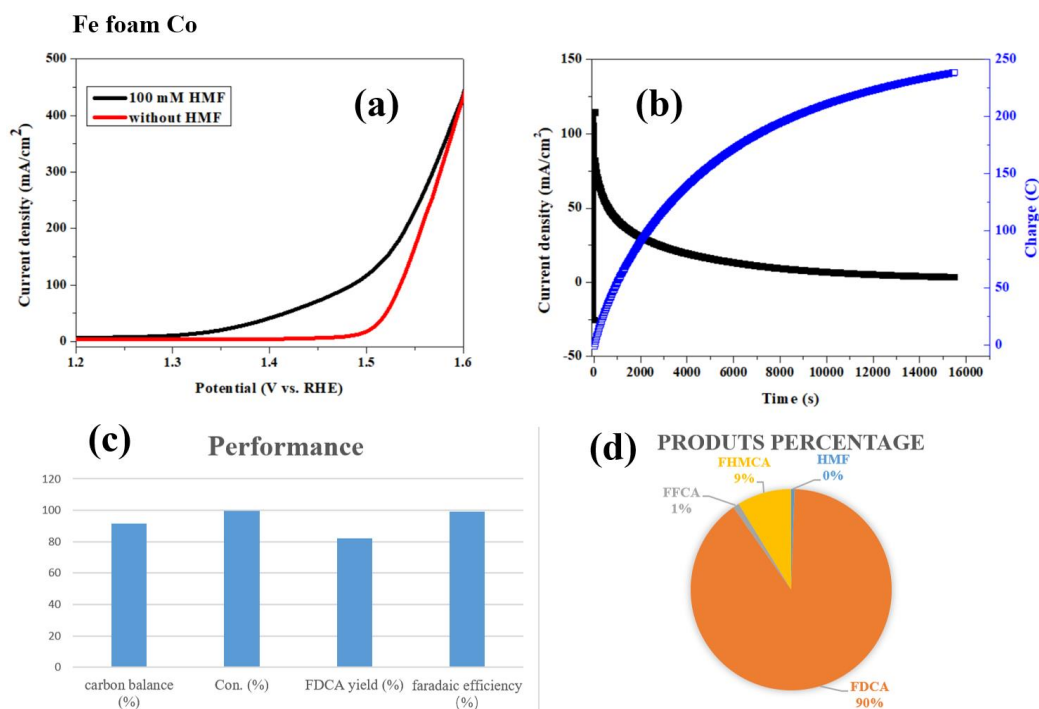 Fe foam Co
(a)
100 mM HMF
without HMF
Current density (mA/cm²)
500
400
300
200
100
0
1.2 1.3 1.4 1.5 1.6
Potential (V vs. RHE)
(b)
Current density (mA/cm²)
150
100
50
0
-50
250
200
150
100
50
0
Charge (C)
0 2000 4000 6000 8000 10000 12000 14000 16000
Time (s)
(c)
Performance
120
100
80
60
40
20
0
carbon balance (%)
Con. (%)
FDCA yield (%)
faradaic efficiency (%)
(d)
PRODUTS PERCENTAGE
HMF
0%
FHMCA
9%
FFCA
1%
FDCA
90%